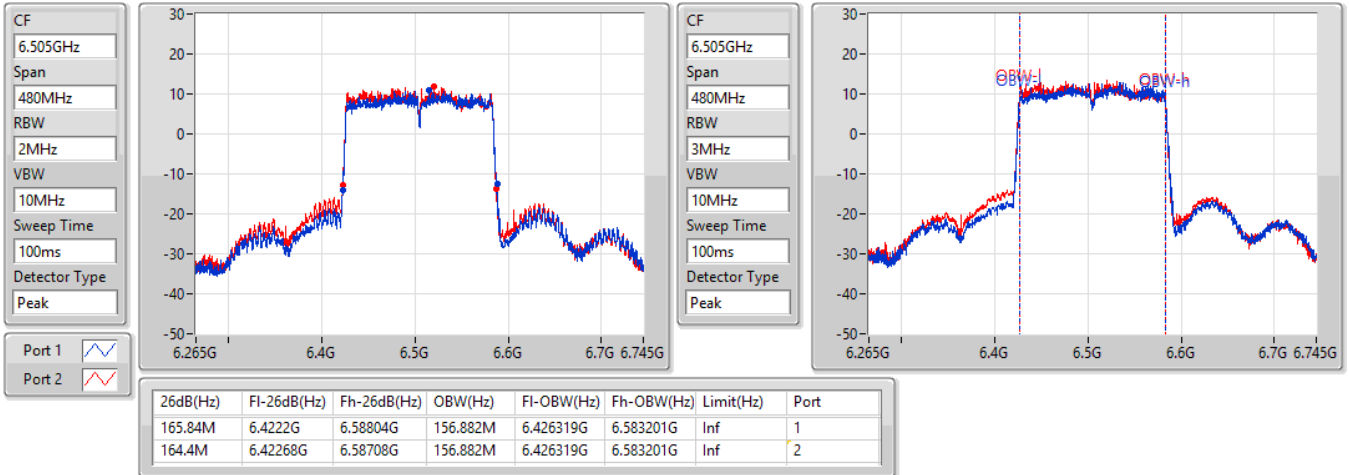 CF
6.505GHz
Span
480MHz
RBW
2MHz
VBW
10MHz
Sweep Time
100ms
Detector Type
Peak
Port 1
Port 2
30
20
10
0
-10
-20
-30
-40
-50
6.265G 6.4G 6.5G 6.6G 6.7G 6.745G
CF
6.505GHz
Span
480MHz
RBW
3MHz
VBW
10MHz
Sweep Time
100ms
Detector Type
Peak
30
20
10
0
-10
-20
-30
-40
-50
OBW-l
OBW-l
OBW-h
OBW-h
6.265G 6.4G 6.5G 6.6G 6.7G 6.745G
26dB(Hz) Fl-26dB(Hz) Fh-26dB(Hz) OBW(Hz) Fl-OBW(Hz) Fh-OBW(Hz) Limit(Hz) Port
165.84M 6.4222G 6.58804G 156.882M 6.426319G 6.583201G Inf 1
164.4M 6.42268G 6.58708G 156.882M 6.426319G 6.583201G Inf 2